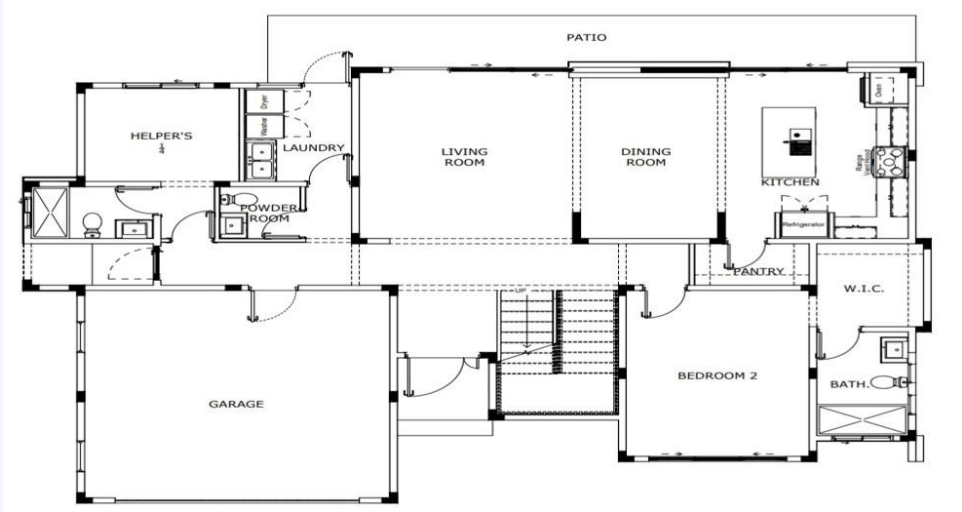 PATIO
Oven
Dryer
Washer
HELPER'S
LAUNDRY
LIVING
ROOM
DINING
ROOM
KITCHEN
Range
POWDER
ROOM
Refrigerator
PANTRY
W.I.C.
UP
BEDROOM 2
BATH.
GARAGE